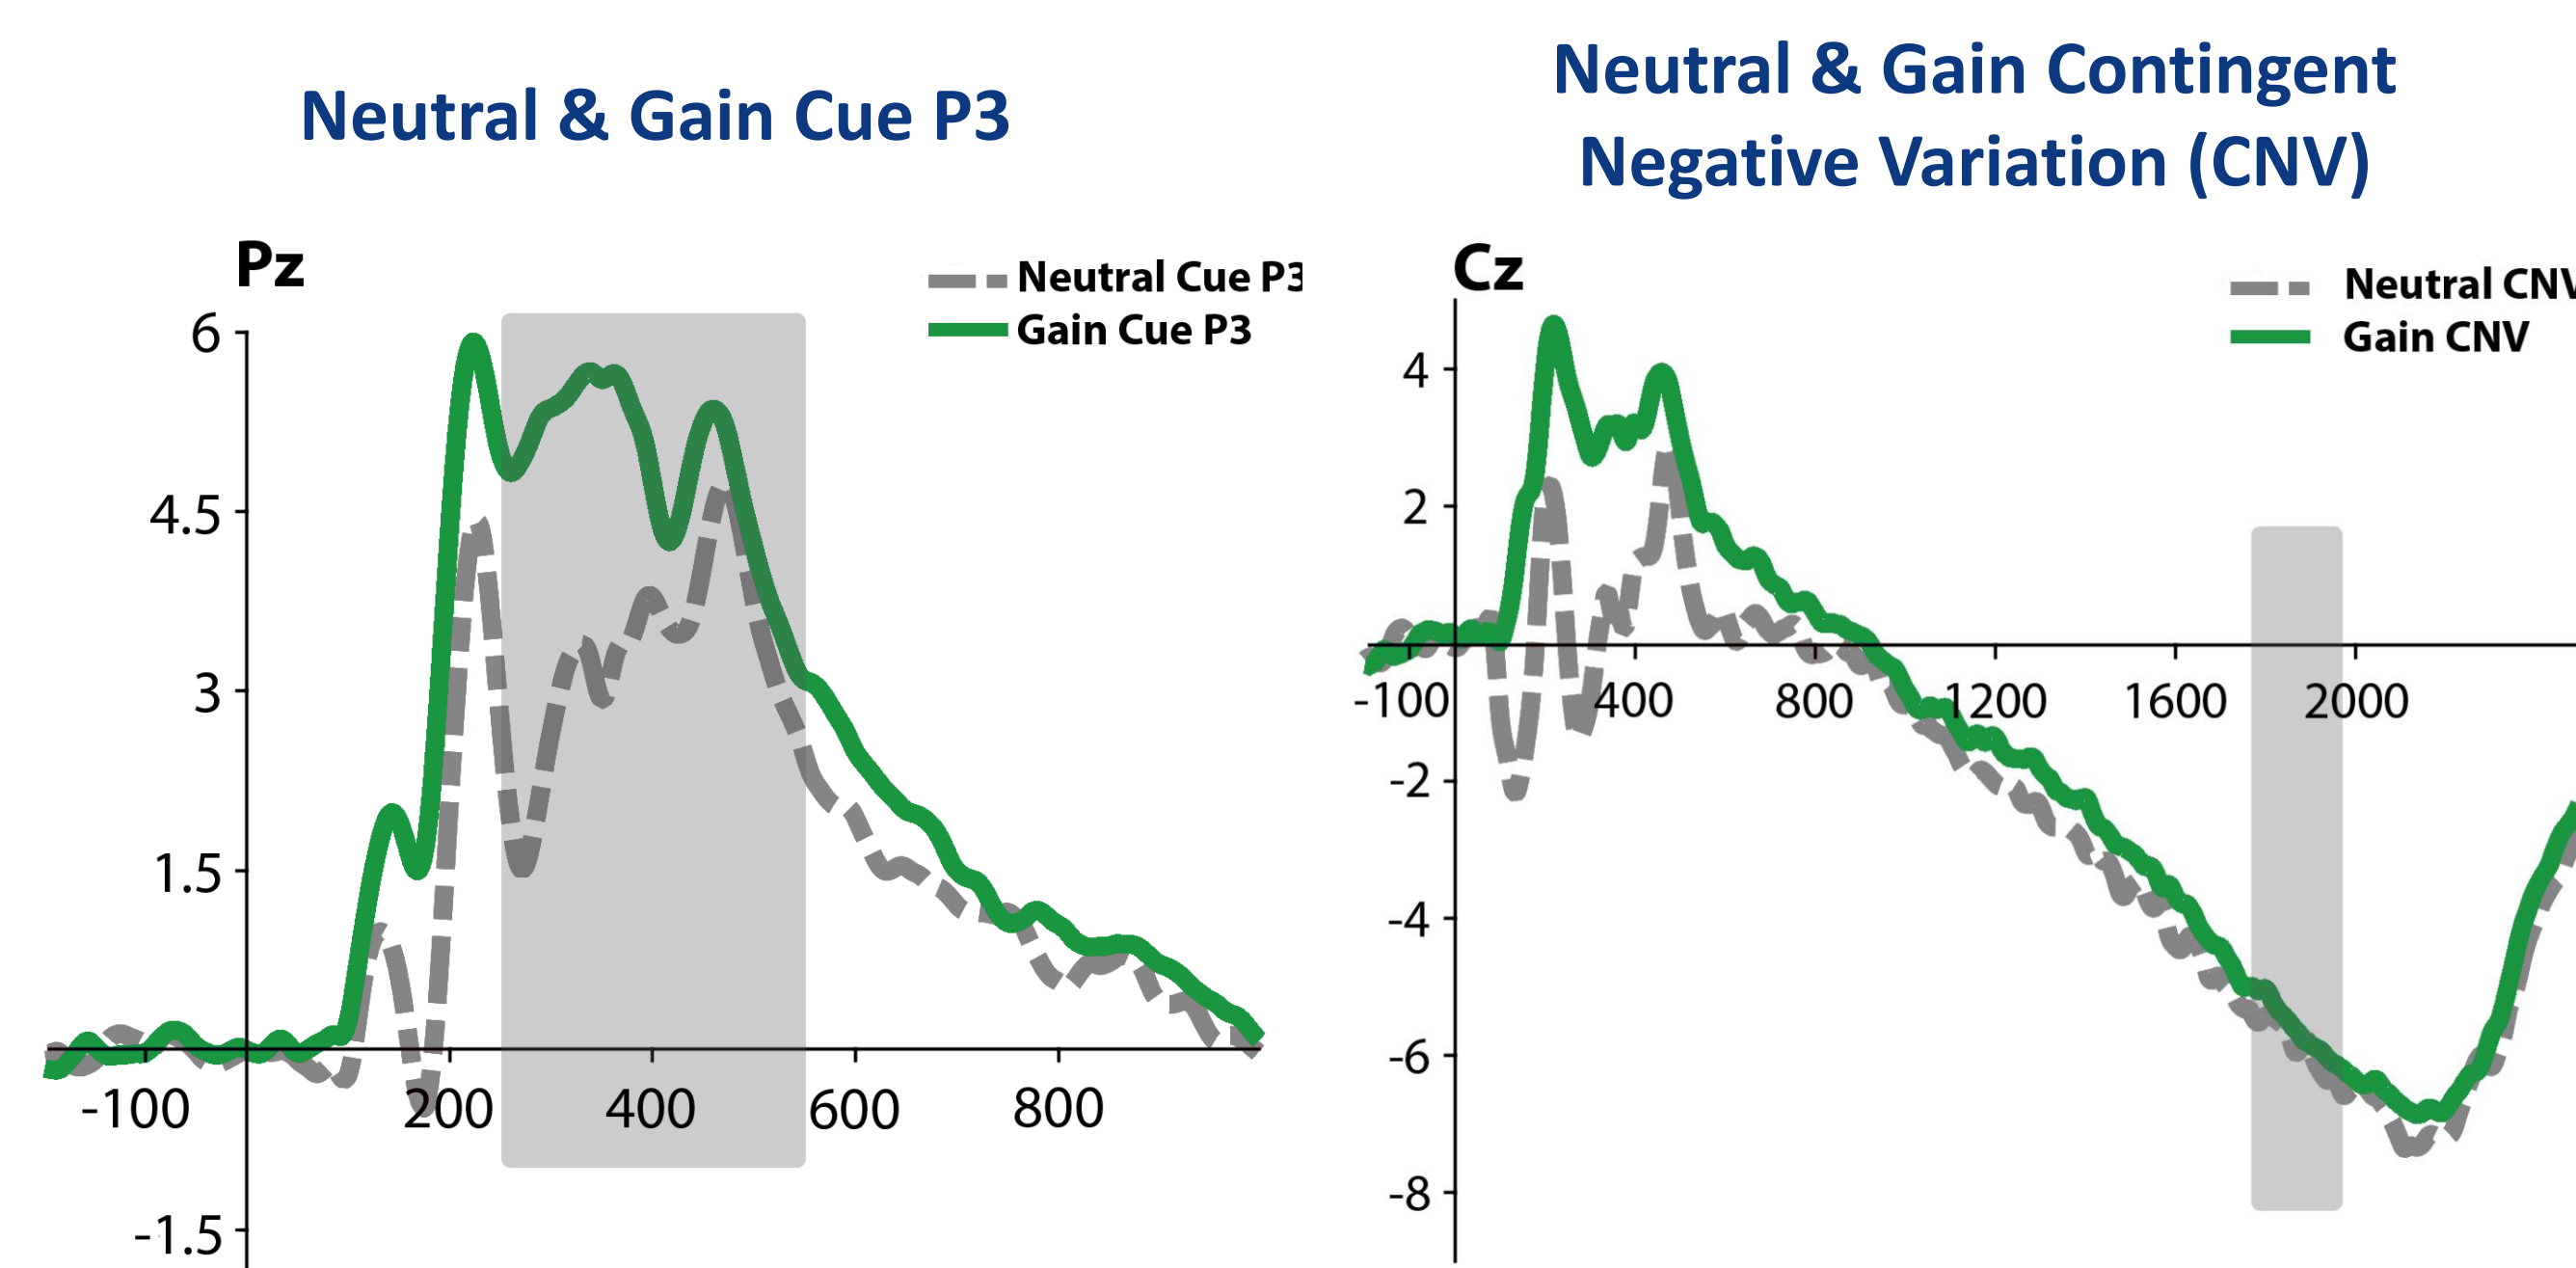 Neutral & Gain Cue P3
Pz
Neutral Cue P3
Gain Cue P3
6
4.5
3
1.5
-1.5
-100 200 400 600 800
Neutral & Gain Contingent
Negative Variation (CNV)
Cz
Neutral CNV
Gain CNV
4
2
-2
-4
-6
-8
-100 400 800 1200 1600 2000